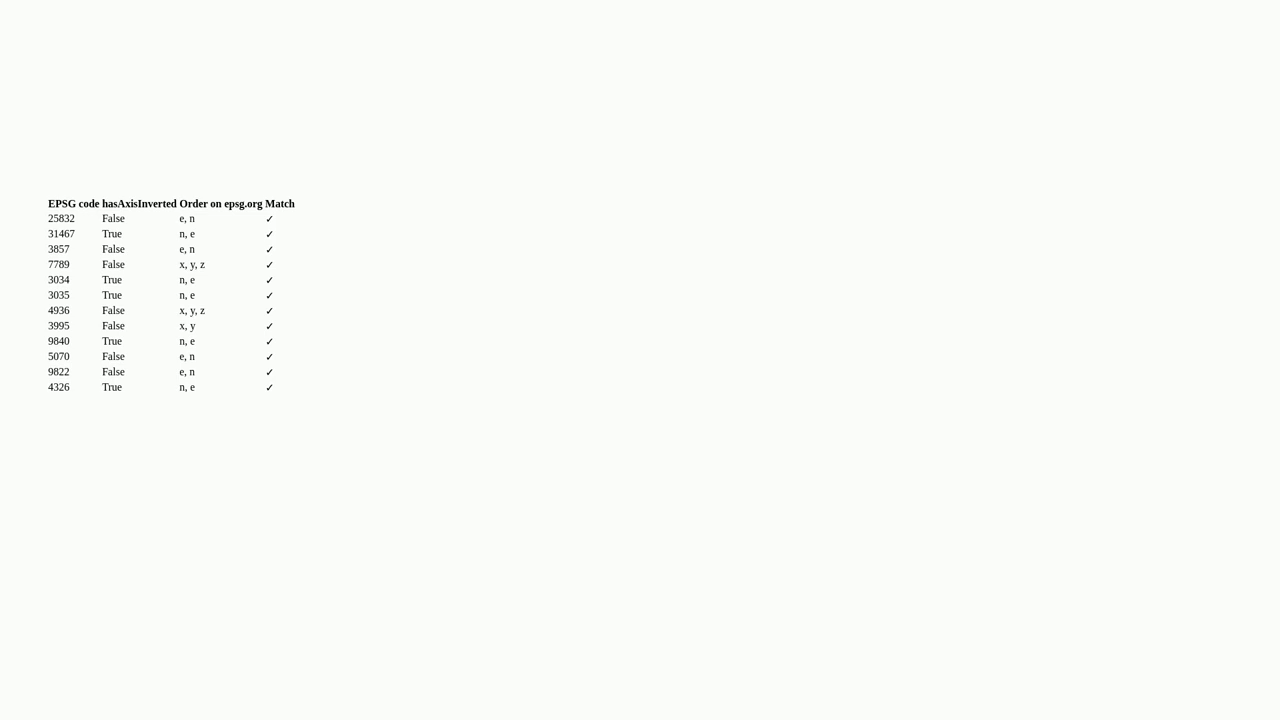 EPSG code hasAxisInverted Order on epsg.org Match
25832 False e, n ✓
31467 True n, e ✓
3857 False e, n ✓
7789 False x, y, z ✓
3034 True n, e ✓
3035 True n, e ✓
4936 False x, y, z ✓
3995 False x, y ✓
9840 True n, e ✓
5070 False e, n ✓
9822 False e, n ✓
4326 True n, e ✓